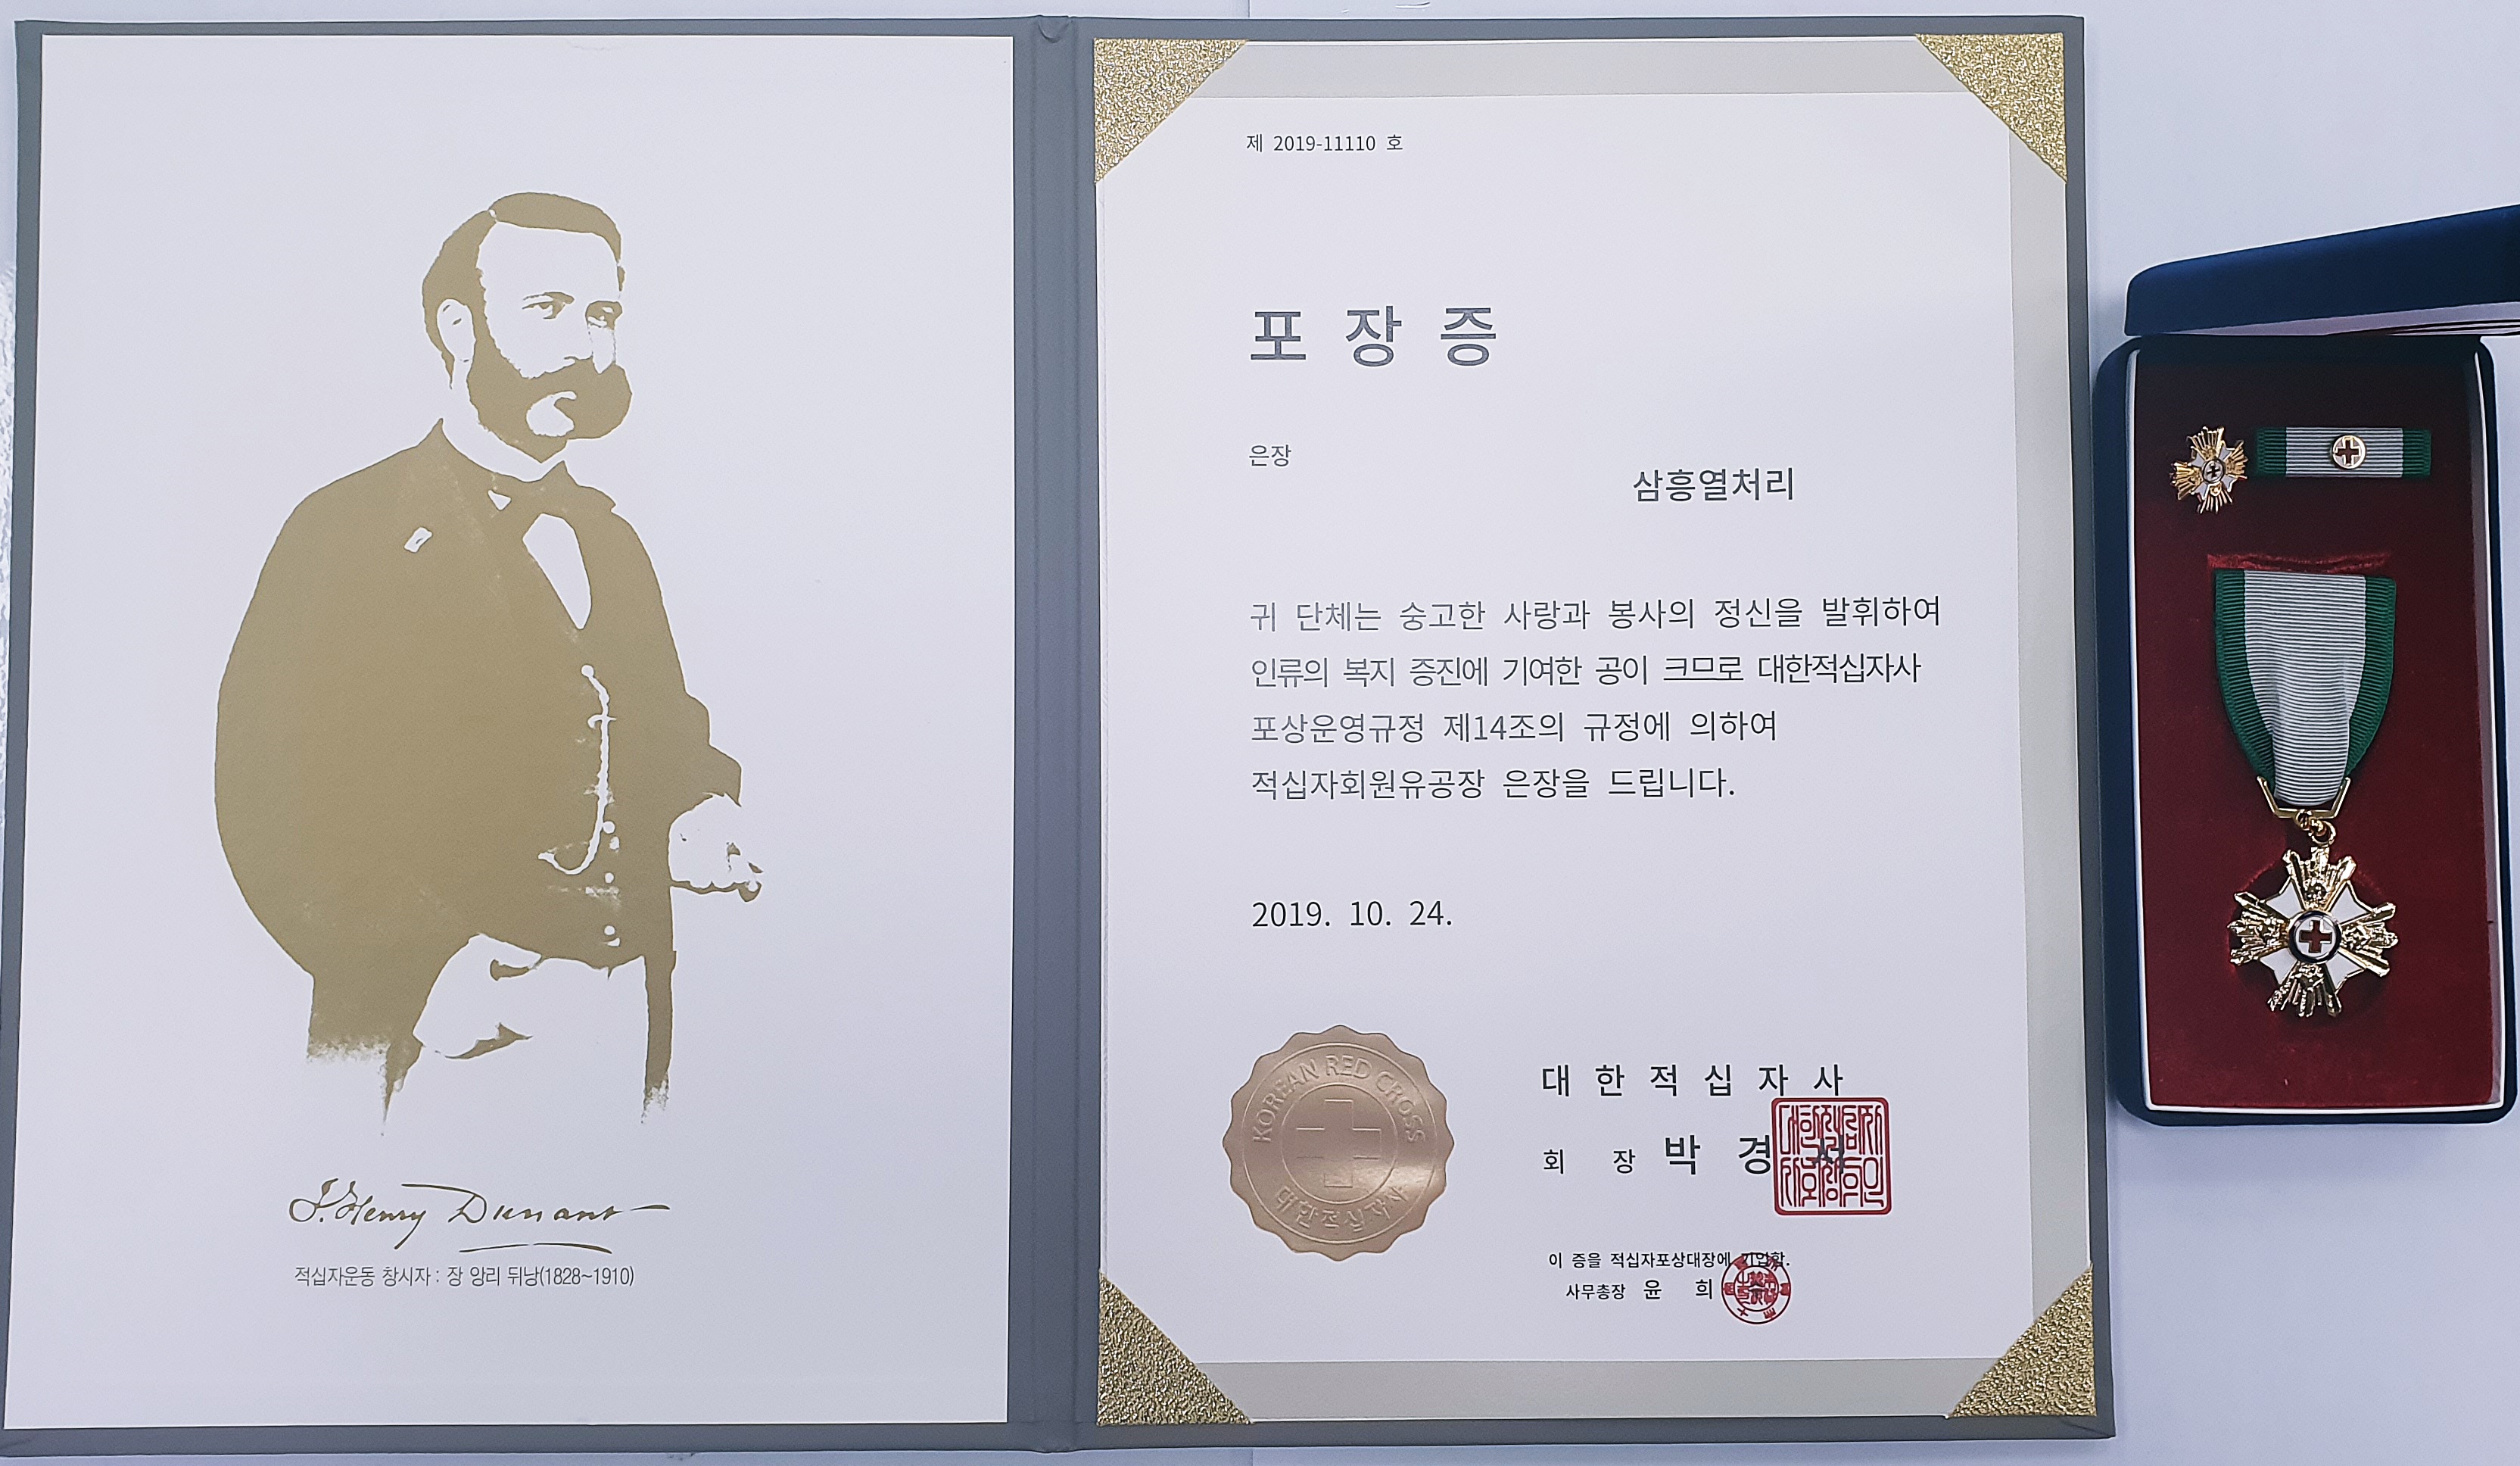 J. Henry Dunant
적십자운동 창시자 : 장 앙리 뒤낭(1828~1910)
제 2019-11110 호
포 장 증
은장
삼흥열처리
귀 단체는 숭고한 사랑과 봉사의 정신을 발휘하여
인류의 복지 증진에 기여한 공이 크므로 대한적십자사
포상운영규정 제14조의 규정에 의하여
적십자회원유공장 은장을 드립니다.
2019. 10. 24.
KOREAN RED CROSS
대한적십자사
대 한 적 십 자 사
회 장 박 경 서
이 증을 적십자포상대장에 기입함.
사무총장 윤 희